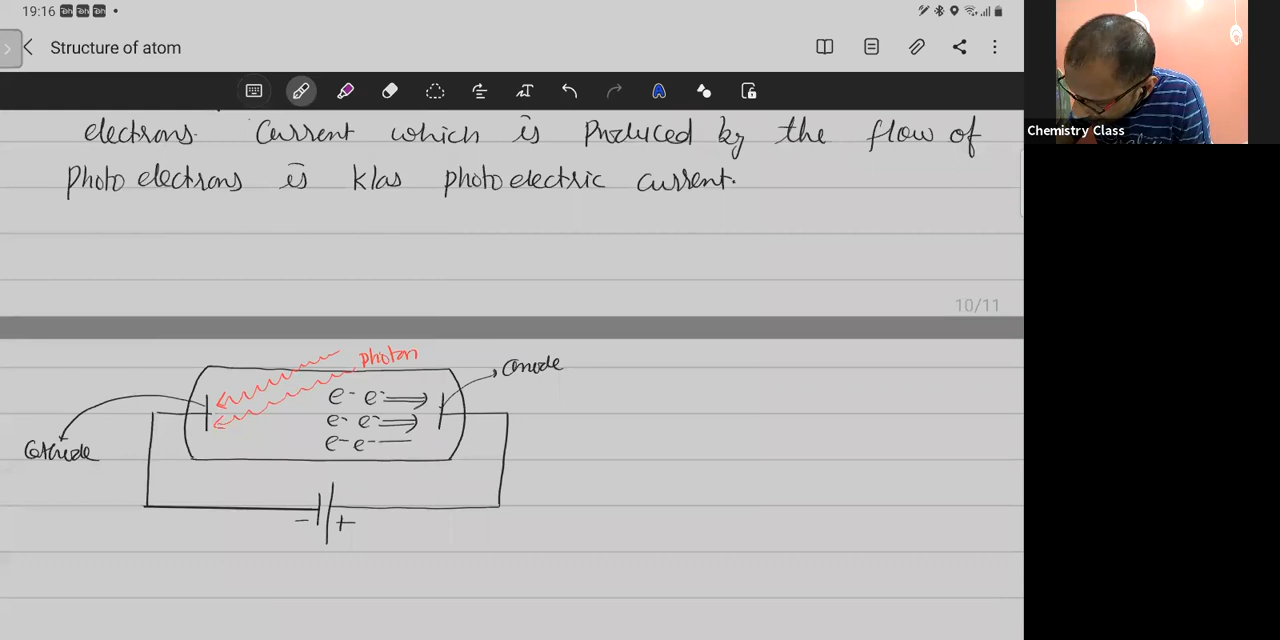 19:16
Structure of atom
electrons. Current which is Produced by the flow of
Photo electrons is k/as photoelectric current.
10/11
Photon
anode
e- e-
e- e-
e- e-
Cathode
- +
Chemistry Class